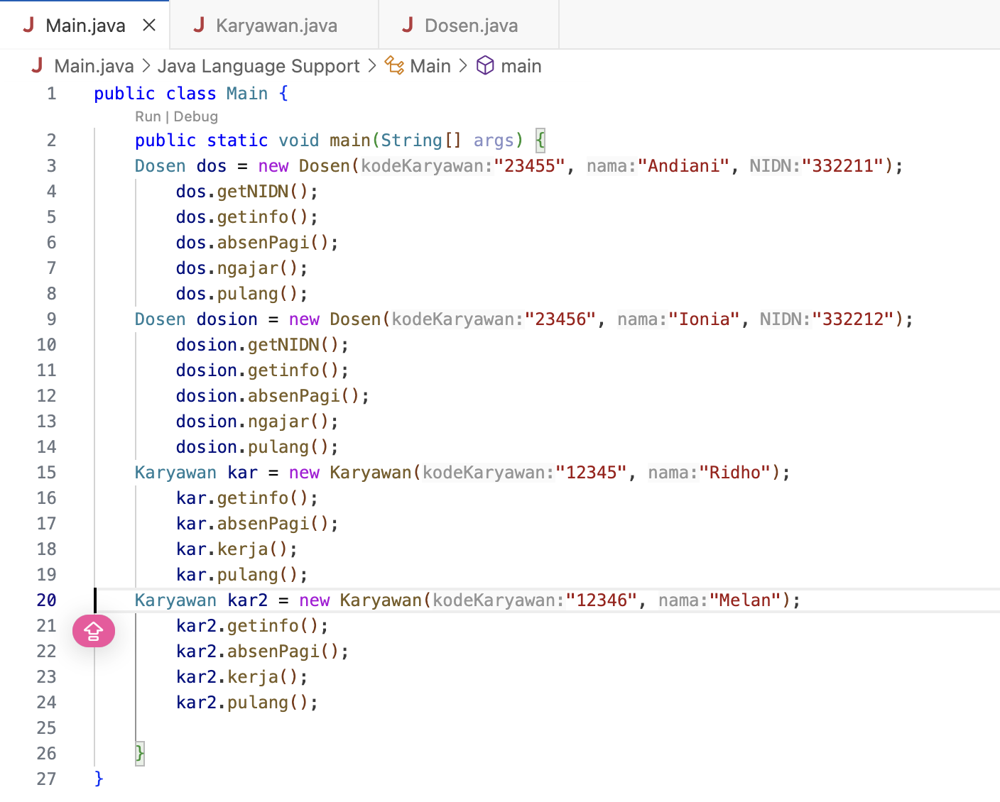 J Main.java × J Karyawan.java J Dosen.java
J Main.java > Java Language Support > Main > main
1 public class Main {
Run | Debug
2 public static void main(String[] args) {
3 Dosen dos = new Dosen(kodeKaryawan:"23455", nama:"Andiani", NIDN:"332211");
4 dos.getNIDN();
5 dos.getinfo();
6 dos.absenPagi();
7 dos.ngajar();
8 dos.pulang();
9 Dosen dosion = new Dosen(kodeKaryawan:"23456", nama:"Ionia", NIDN:"332212");
10 dosion.getNIDN();
11 dosion.getinfo();
12 dosion.absenPagi();
13 dosion.ngajar();
14 dosion.pulang();
15 Karyawan kar = new Karyawan(kodeKaryawan:"12345", nama:"Ridho");
16 kar.getinfo();
17 kar.absenPagi();
18 kar.kerja();
19 kar.pulang();
20 Karyawan kar2 = new Karyawan(kodeKaryawan:"12346", nama:"Melan");
21 kar2.getinfo();
22 kar2.absenPagi();
23 kar2.kerja();
24 kar2.pulang();
25
26 }
27 }